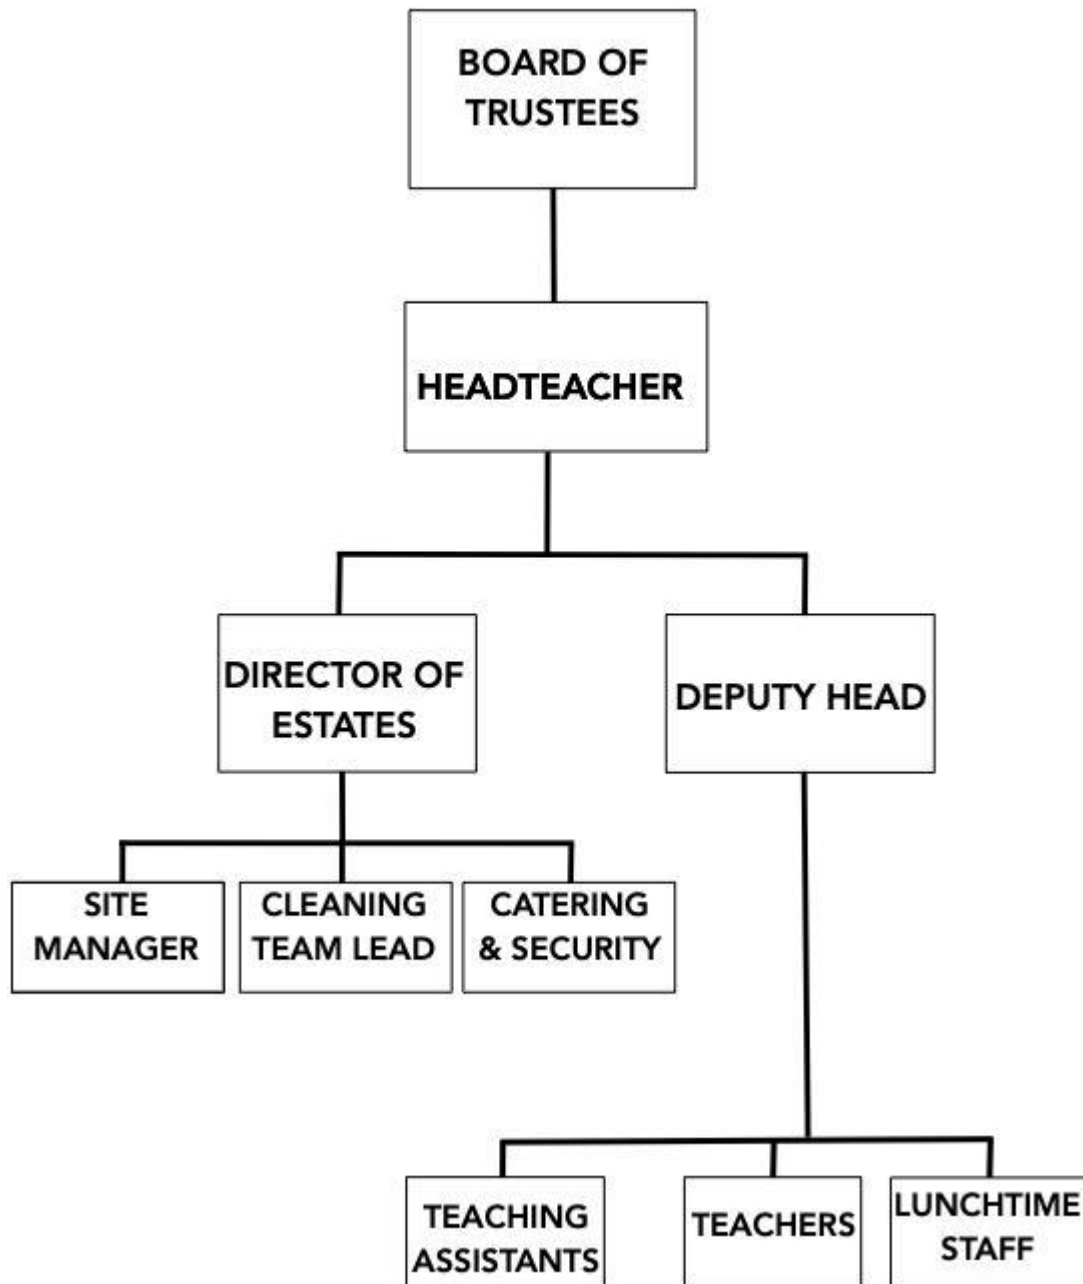 BOARD OF
TRUSTEES
HEADTEACHER
DIRECTOR OF
ESTATES
DEPUTY HEAD
SITE
MANAGER
CLEANING
TEAM LEAD
CATERING
& SECURITY
TEACHING
ASSISTANTS
TEACHERS
LUNCHTIME
STAFF